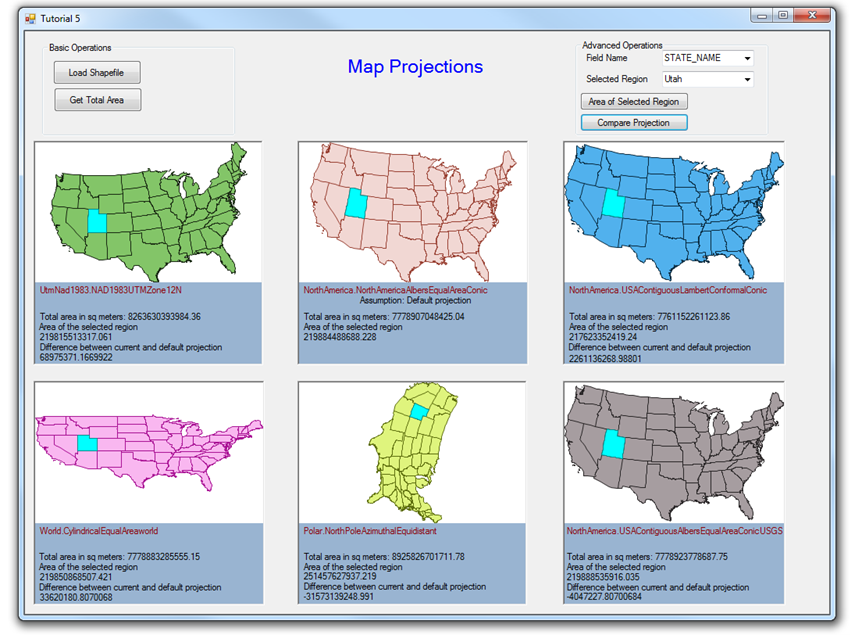 Tutorial 5
Basic Operations
Load Shapefile
Get Total Area
Map Projections
Advanced Operations
Field Name
STATE_NAME
Selected Region
Utah
Area of Selected Region
Compare Projection
UtmNad1983.NAD1983UTMZone12N
Total area in sq meters: 8263630393984.36
Area of the selected region
219815513317.061
Difference between current and default projection
68975371.1669922
NorthAmerica.NorthAmericaAlbersEqualAreaConic
Assumption: Default projection
Total area in sq meters: 7778907048425.04
Area of the selected region
219884488688.228
NorthAmerica.USAContiguousLambertConformalConic
Total area in sq meters: 7761152261123.86
Area of the selected region
217623352419.24
Difference between current and default projection
2261136268.98801
World.CylindricalEqualAreaworld
Total area in sq meters: 7778883285555.15
Area of the selected region
219850868507.421
Difference between current and default projection
33620180.8070068
Polar.NorthPoleAzimuthalEquidistant
Total area in sq meters: 8925826701711.78
Area of the selected region
251457627937.219
Difference between current and default projection
-31573139248.991
NorthAmerica.USAContiguousAlbersEqualAreaConicUSGS
Total area in sq meters: 7778923778687.75
Area of the selected region
219888535916.035
Difference between current and default projection
-4047227.80700684